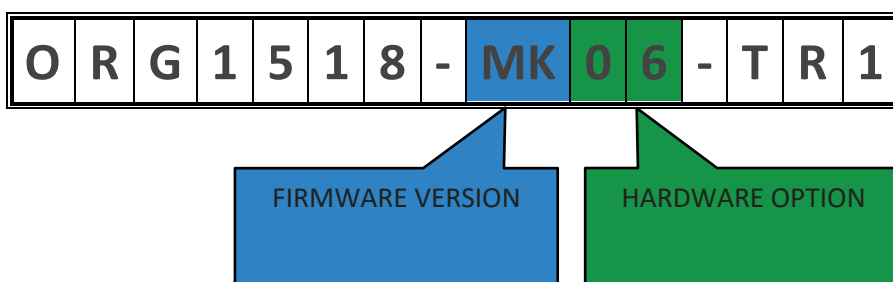 ORG1518-MK06-TR1
FIRMWARE VERSION
HARDWARE OPTION